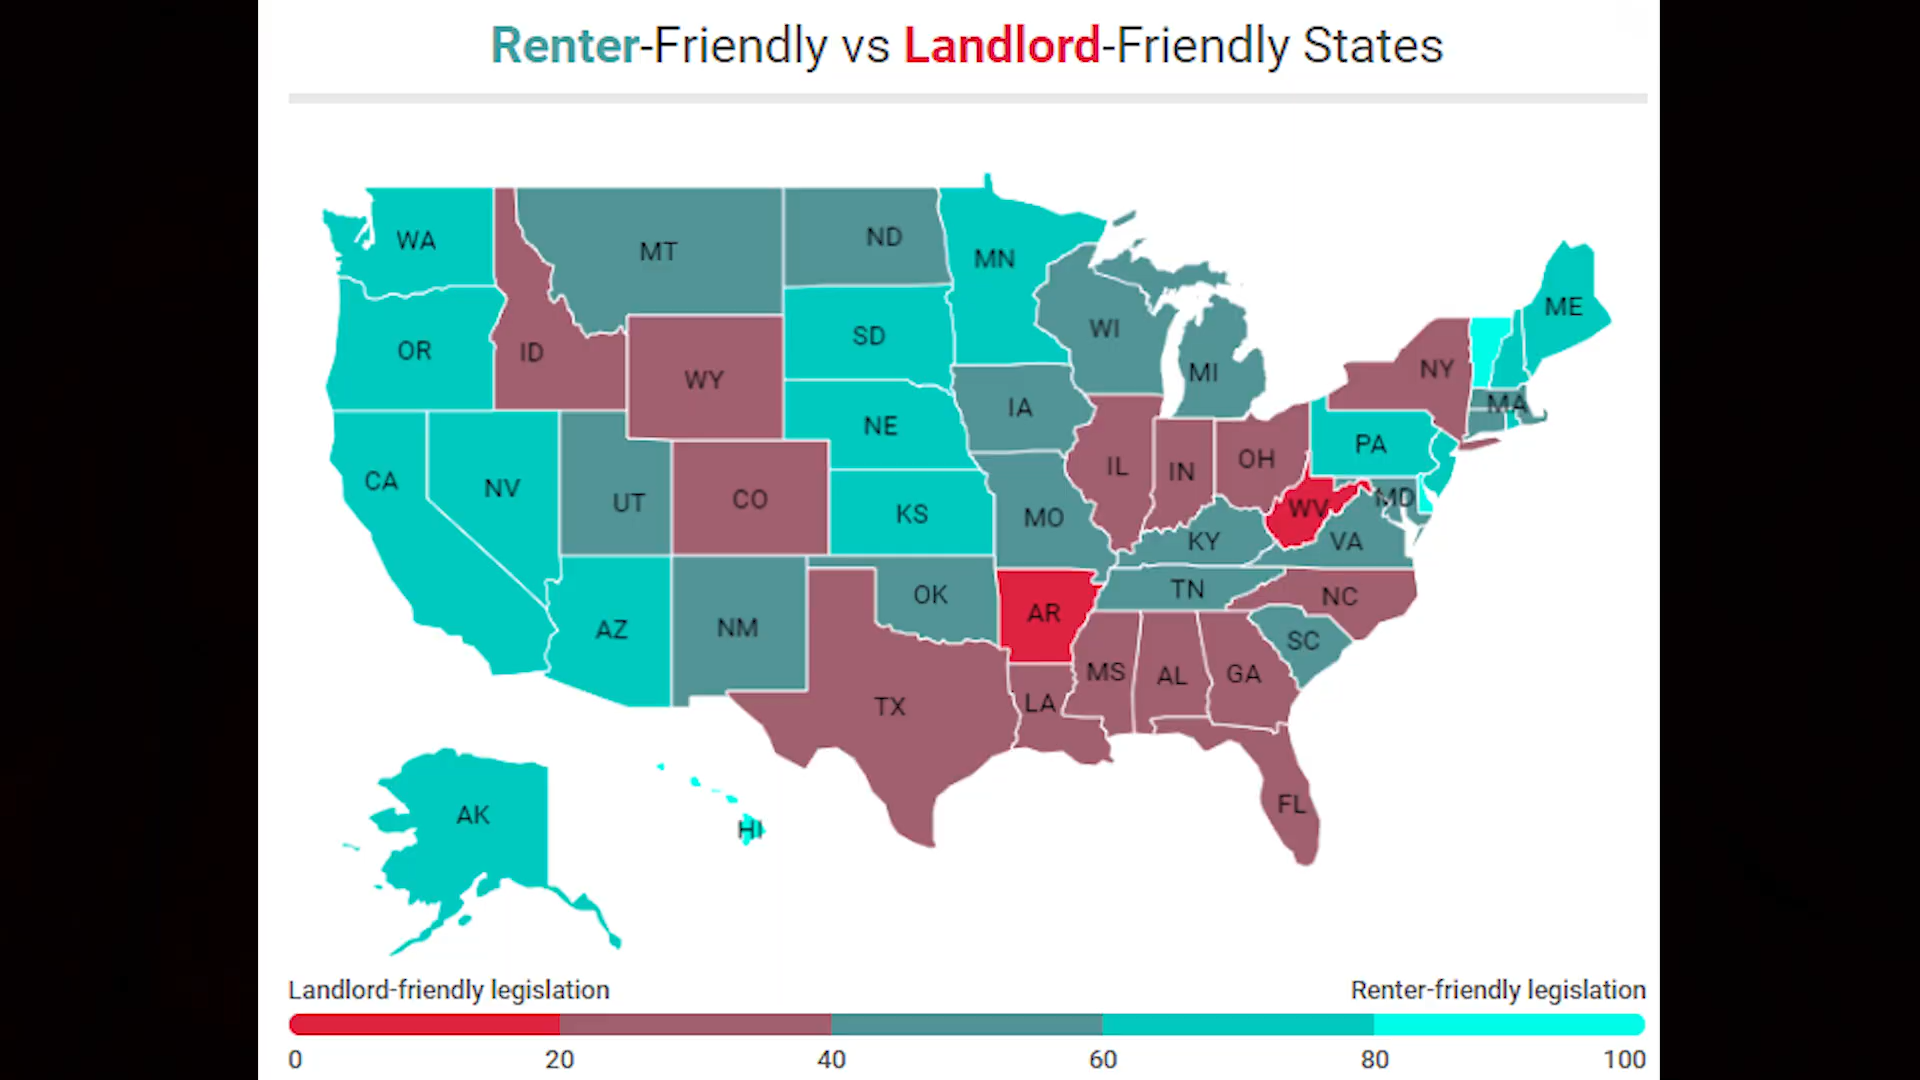 Renter-Friendly vs Landlord-Friendly States
WA
MT
ND
MN
ME
OR
ID
WY
SD
WI
MI
NY
IA
NE
MA
PA
CA
NV
UT
CO
KS
MO
IL
IN
OH
WV
MD
KY
VA
AZ
NM
OK
AR
TN
NC
SC
TX
LA
MS
AL
GA
FL
AK
HI
Landlord-friendly legislation
Renter-friendly legislation
0 20 40 60 80 100